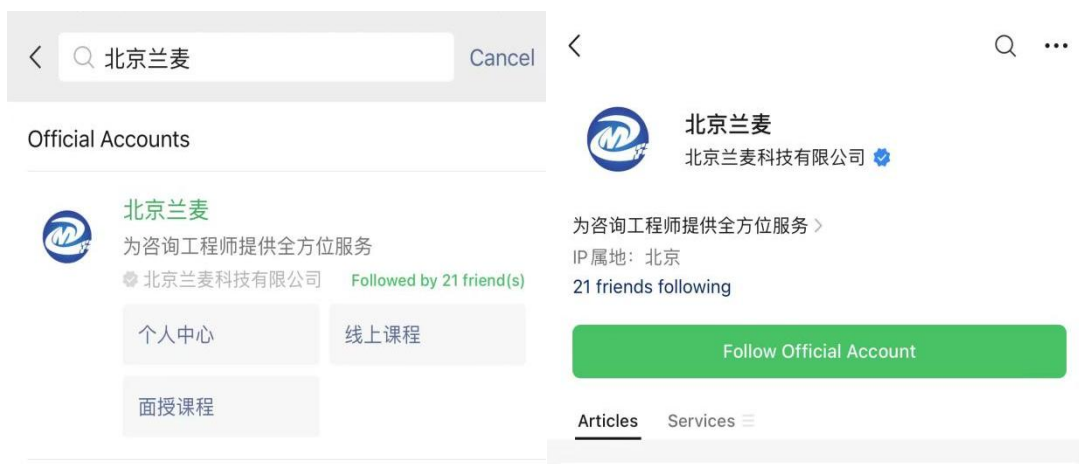 北京兰麦
Cancel
Official Accounts
北京兰麦
为咨询工程师提供全方位服务
北京兰麦科技有限公司 Followed by 21 friend(s)
个人中心 线上课程
面授课程
北京兰麦
北京兰麦科技有限公司
为咨询工程师提供全方位服务
IP属地：北京
21 friends following
Follow Official Account
Articles Services